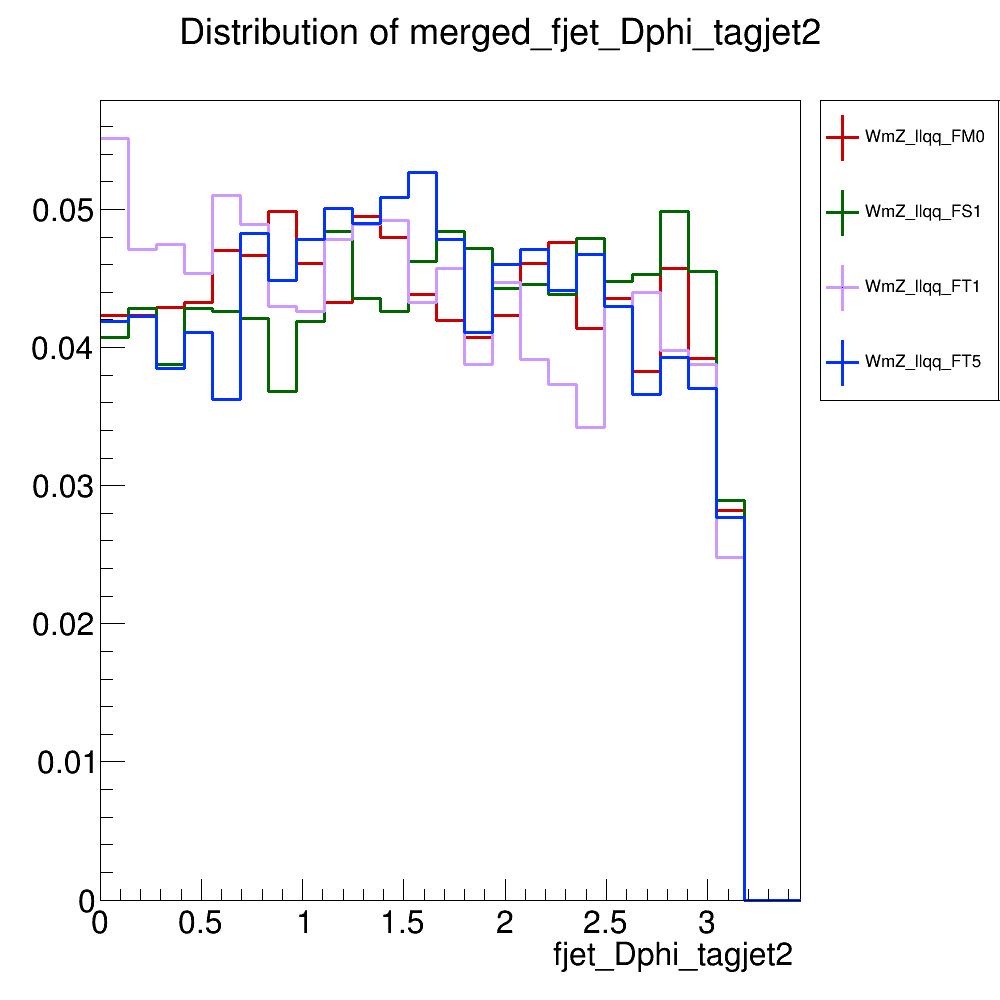 Distribution of merged_fjet_Dphi_tagjet2
WmZ_llqq_FM0
WmZ_llqq_FS1
WmZ_llqq_FT1
WmZ_llqq_FT5
0.05
0.04
0.03
0.02
0.01
0
0 0.5 1 1.5 2 2.5 3
fjet_Dphi_tagjet2